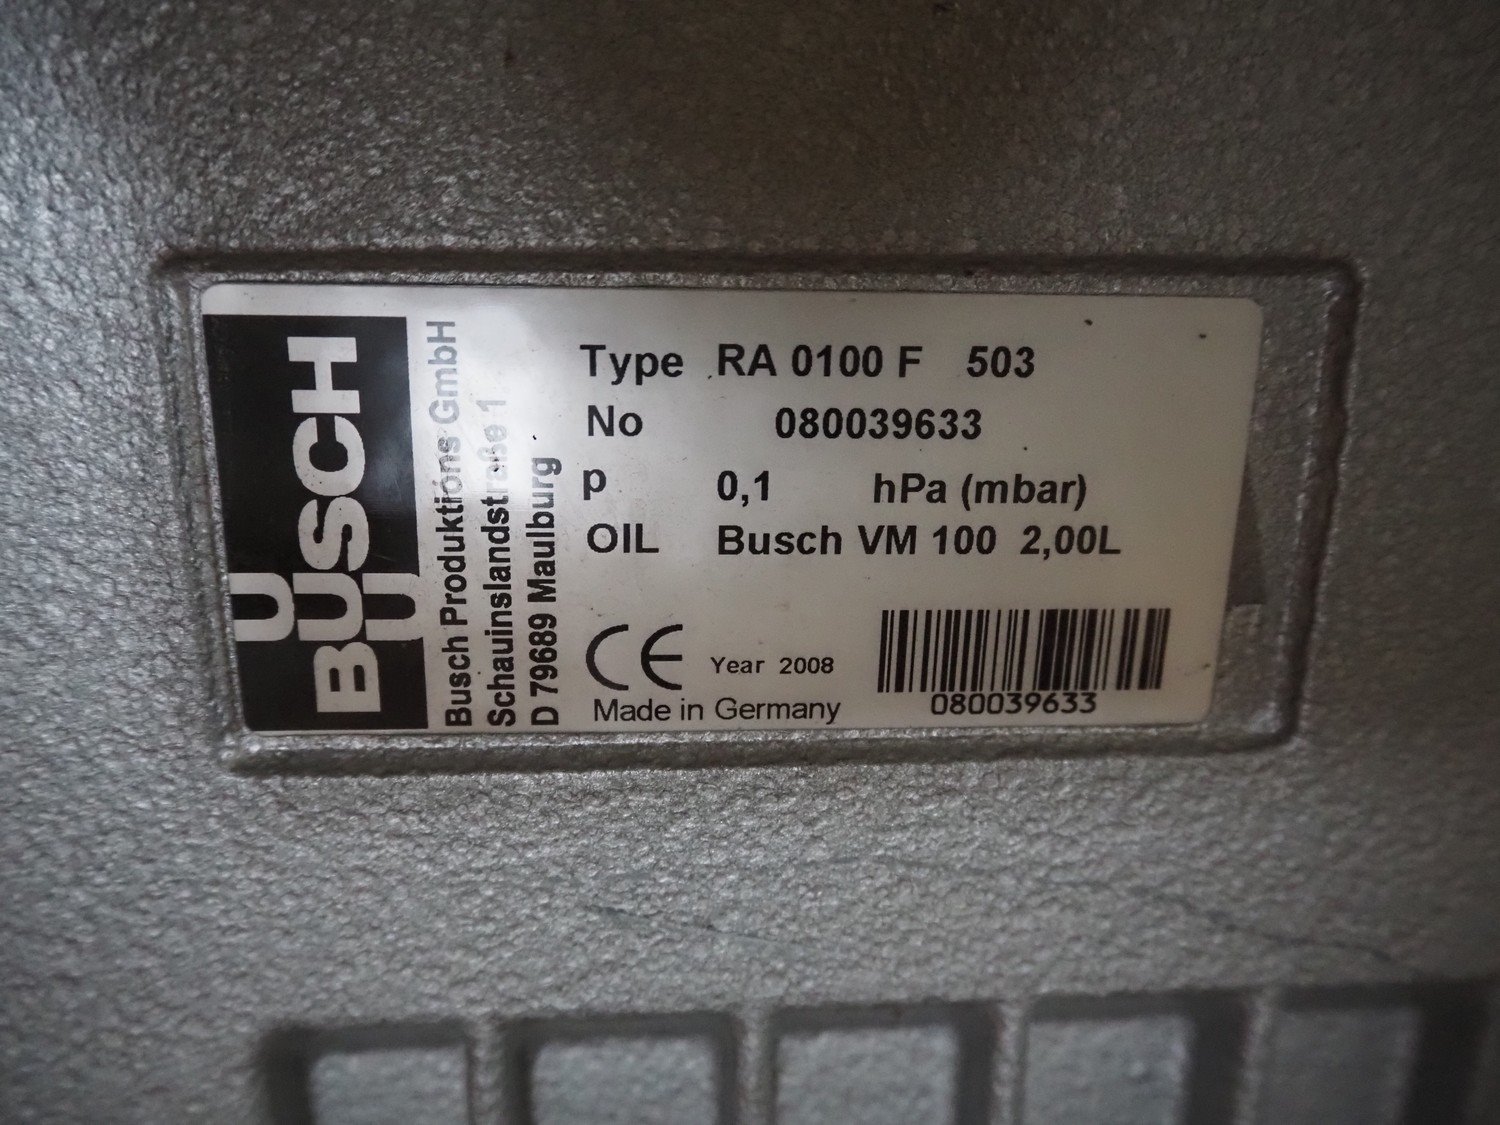 BUSCH
Busch Produktions GmbH
Schauinslandstraße 1
D 79689 Maulburg
Type RA 0100 F 503
No 080039633
p 0,1 hPa (mbar)
OIL Busch VM 100 2,00L
CE Year 2008
Made in Germany
080039633